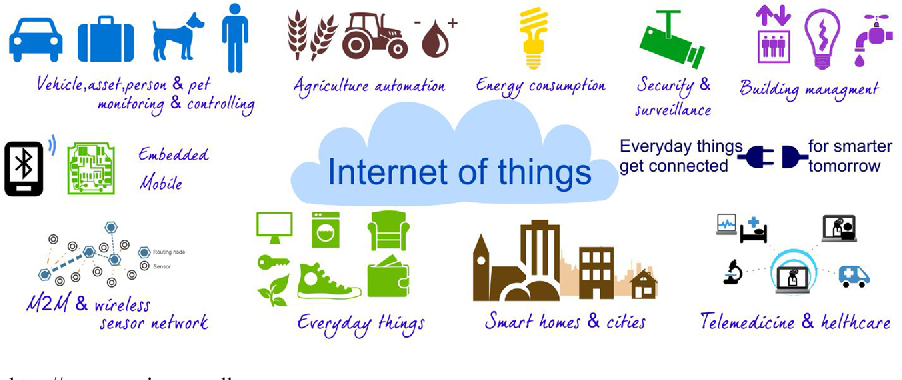 Vehicle, asset, person & pet
monitoring & controlling
Agriculture automation
Energy consumption
Security &
surveillance
Building managment
Embedded
Mobile
Internet of things
Everyday things
get connected
for smarter
tomorrow
Routing node
Sensor
M2M & wireless
sensor network
Everyday things
Smart homes & cities
Telemedicine & helthcare